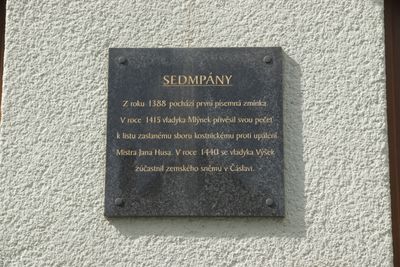 SEDMPÁNY
Z roku 1388 pochází první písemná zmínka.
V roce 1415 vladyka Mlýnek přivěsil svou pečeť
k listu zaslanému sboru kostnickému proti upálení
Mistra Jana Husa. V roce 1440 se vladyka Výšek
zúčastnil zemského sněmu v Čáslavi.